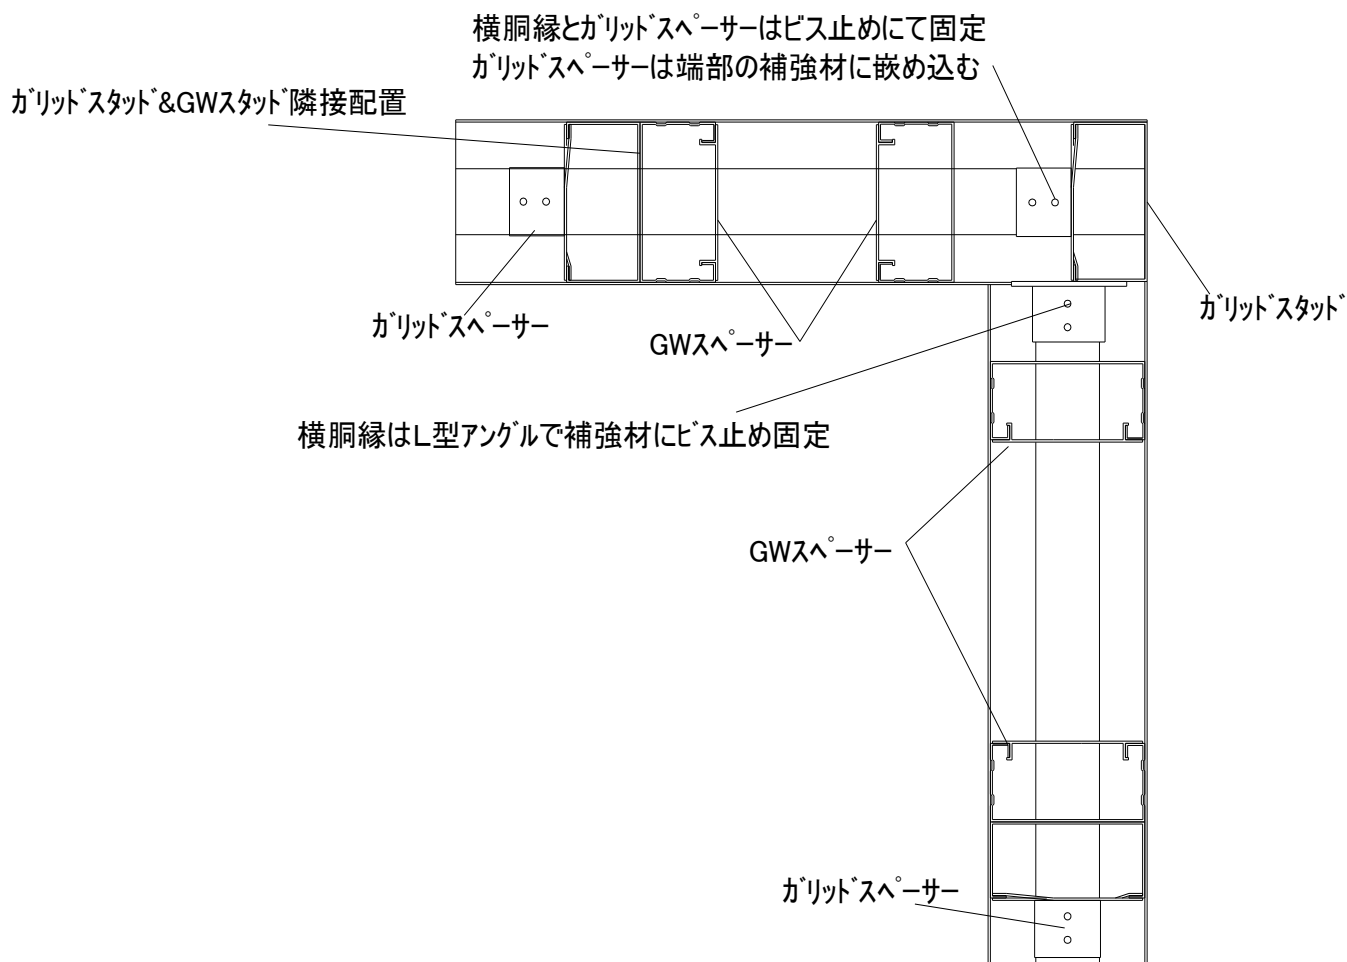 横胴縁とｶﾞﾘｯﾄﾞｽﾍﾟｰｻｰはﾋﾞｽ止めにて固定
ｶﾞﾘｯﾄﾞｽﾍﾟｰｻｰは端部の補強材に嵌め込む
ｶﾞﾘｯﾄﾞｽﾀｯﾄﾞ&GWｽﾀｯﾄﾞ隣接配置
ｶﾞﾘｯﾄﾞｽﾀｯﾄﾞ
ｶﾞﾘｯﾄﾞｽﾍﾟｰｻｰ
GWｽﾍﾟｰｻｰ
横胴縁はL型ｱﾝｸﾞﾙで補強材にﾋﾞｽ止め固定
GWｽﾍﾟｰｻｰ
ｶﾞﾘｯﾄﾞｽﾍﾟｰｻｰ